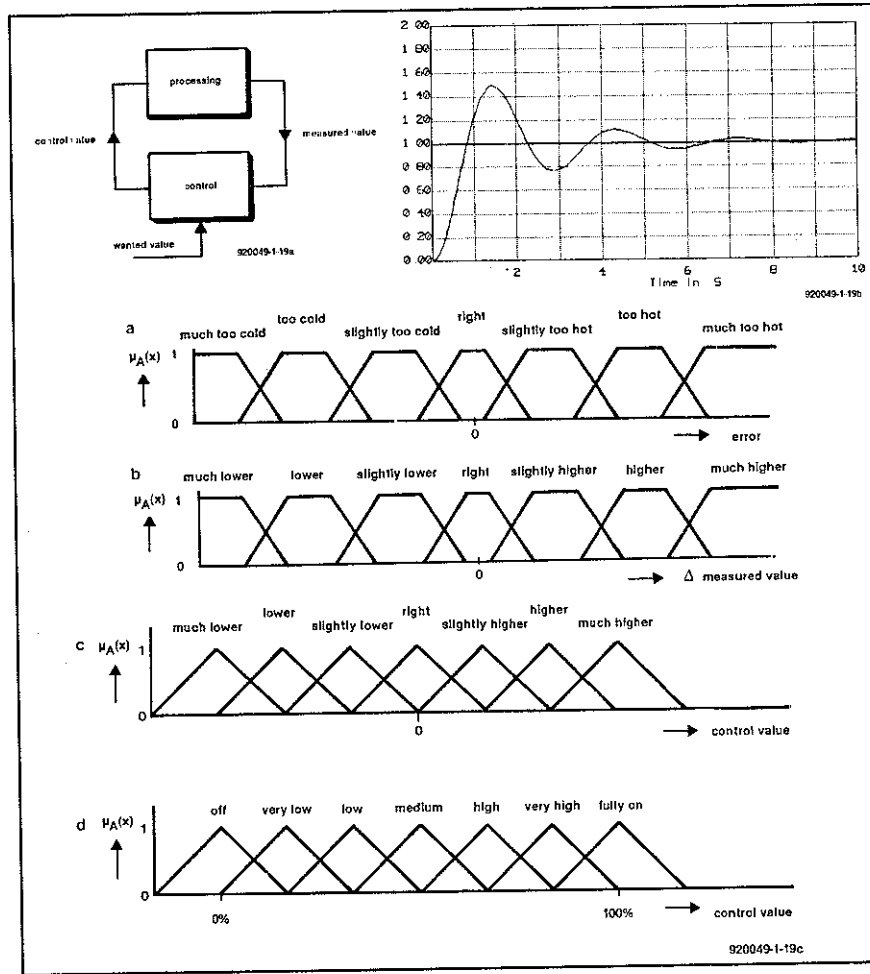 processing
control value
measured value
control
wanted value
920049-1-19a
2 00
1 80
1 60
1 40
1 20
1 00
0 80
0 60
0 40
0 20
0 00
2
4
6
8
10
Time in S
920049-1-19b
a
much too cold
too cold
slightly too cold
right
slightly too hot
too hot
much too hot
μA(x)
1
0
0
error
b
much lower
lower
slightly lower
right
slightly higher
higher
much higher
μA(x)
1
0
0
Δ measured value
c
much lower
lower
slightly lower
right
slightly higher
higher
much higher
μA(x)
1
0
0
control value
d
off
very low
low
medium
high
very high
fully on
μA(x)
1
0
0%
100%
control value
920049-1-19c